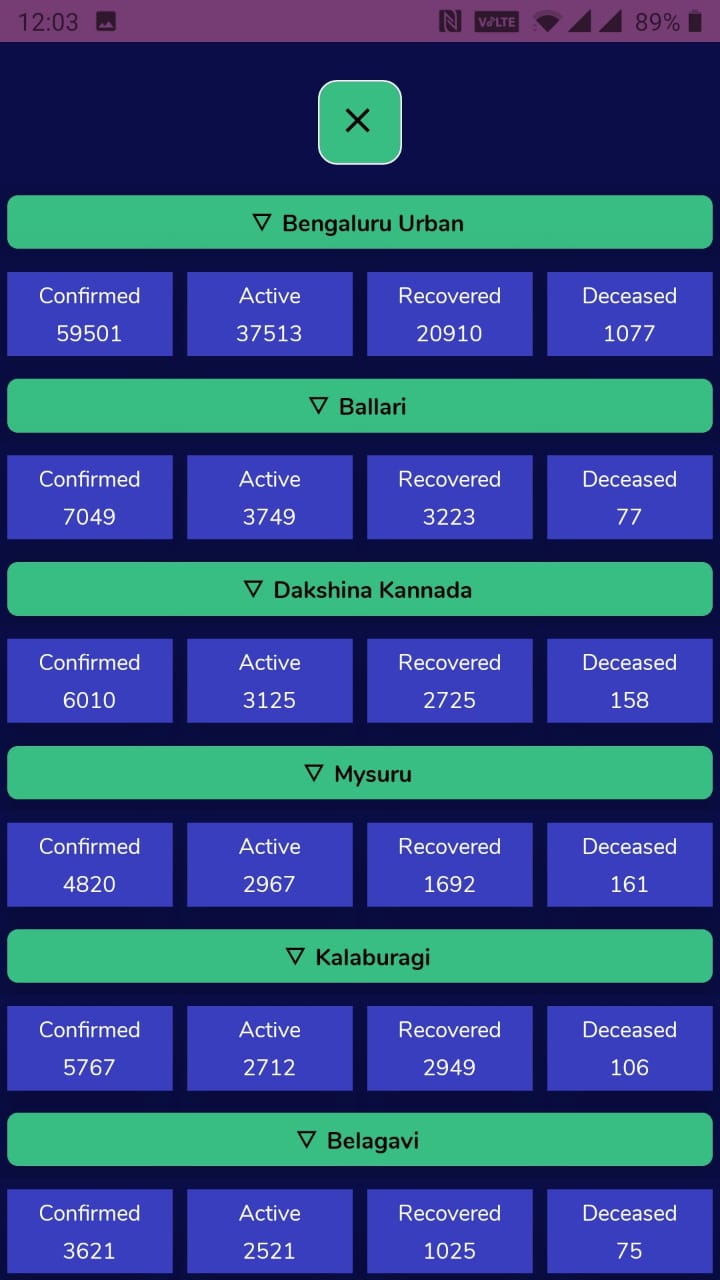 12:03 VoLTE 89%
Bengaluru Urban
Confirmed Active Recovered Deceased
59501 37513 20910 1077
Ballari
Confirmed Active Recovered Deceased
7049 3749 3223 77
Dakshina Kannada
Confirmed Active Recovered Deceased
6010 3125 2725 158
Mysuru
Confirmed Active Recovered Deceased
4820 2967 1692 161
Kalaburagi
Confirmed Active Recovered Deceased
5767 2712 2949 106
Belagavi
Confirmed Active Recovered Deceased
3621 2521 1025 75